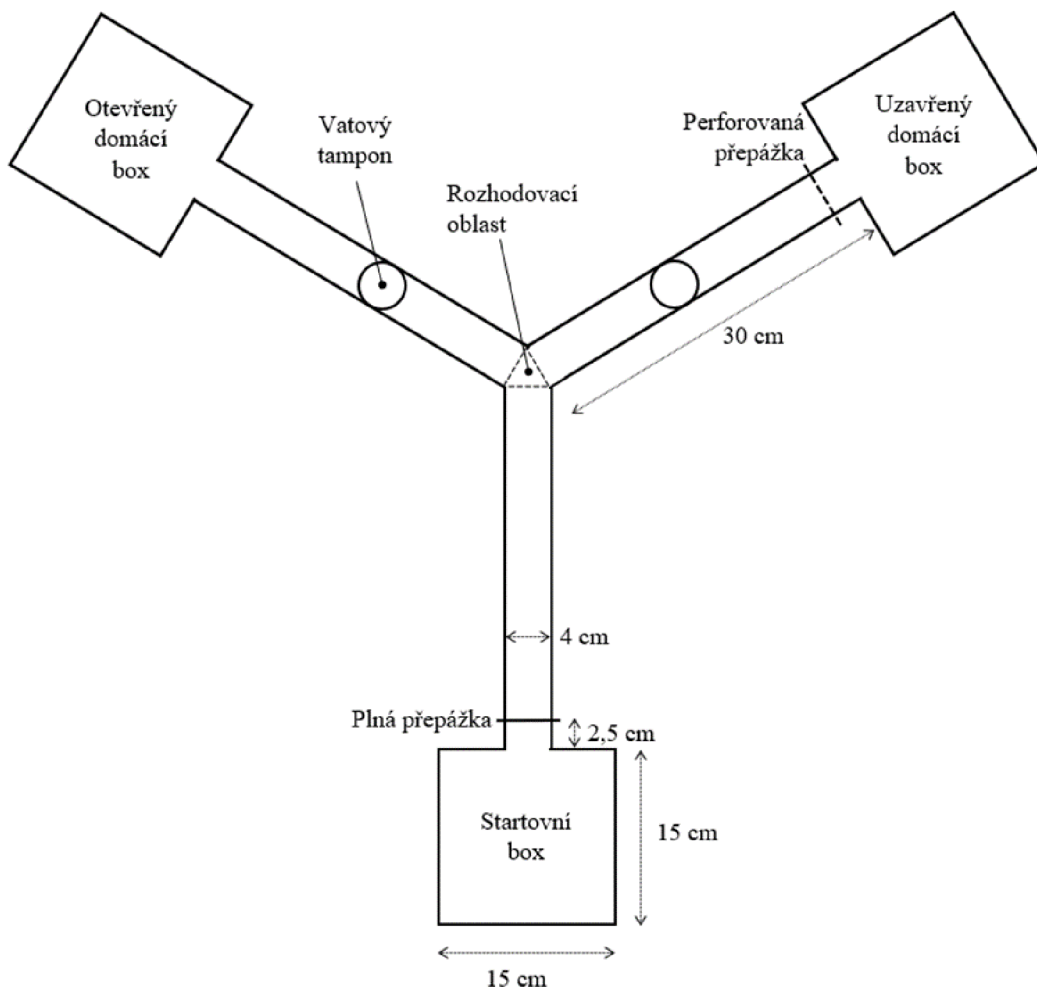 Otevřený
domácí
box
Vatový
tampon
Rozhodovací
oblast
Perforovaná
přepážka
Uzavřený
domácí
box
30 cm
4 cm
Plná přepážka
2,5 cm
Startovní
box
15 cm
15 cm